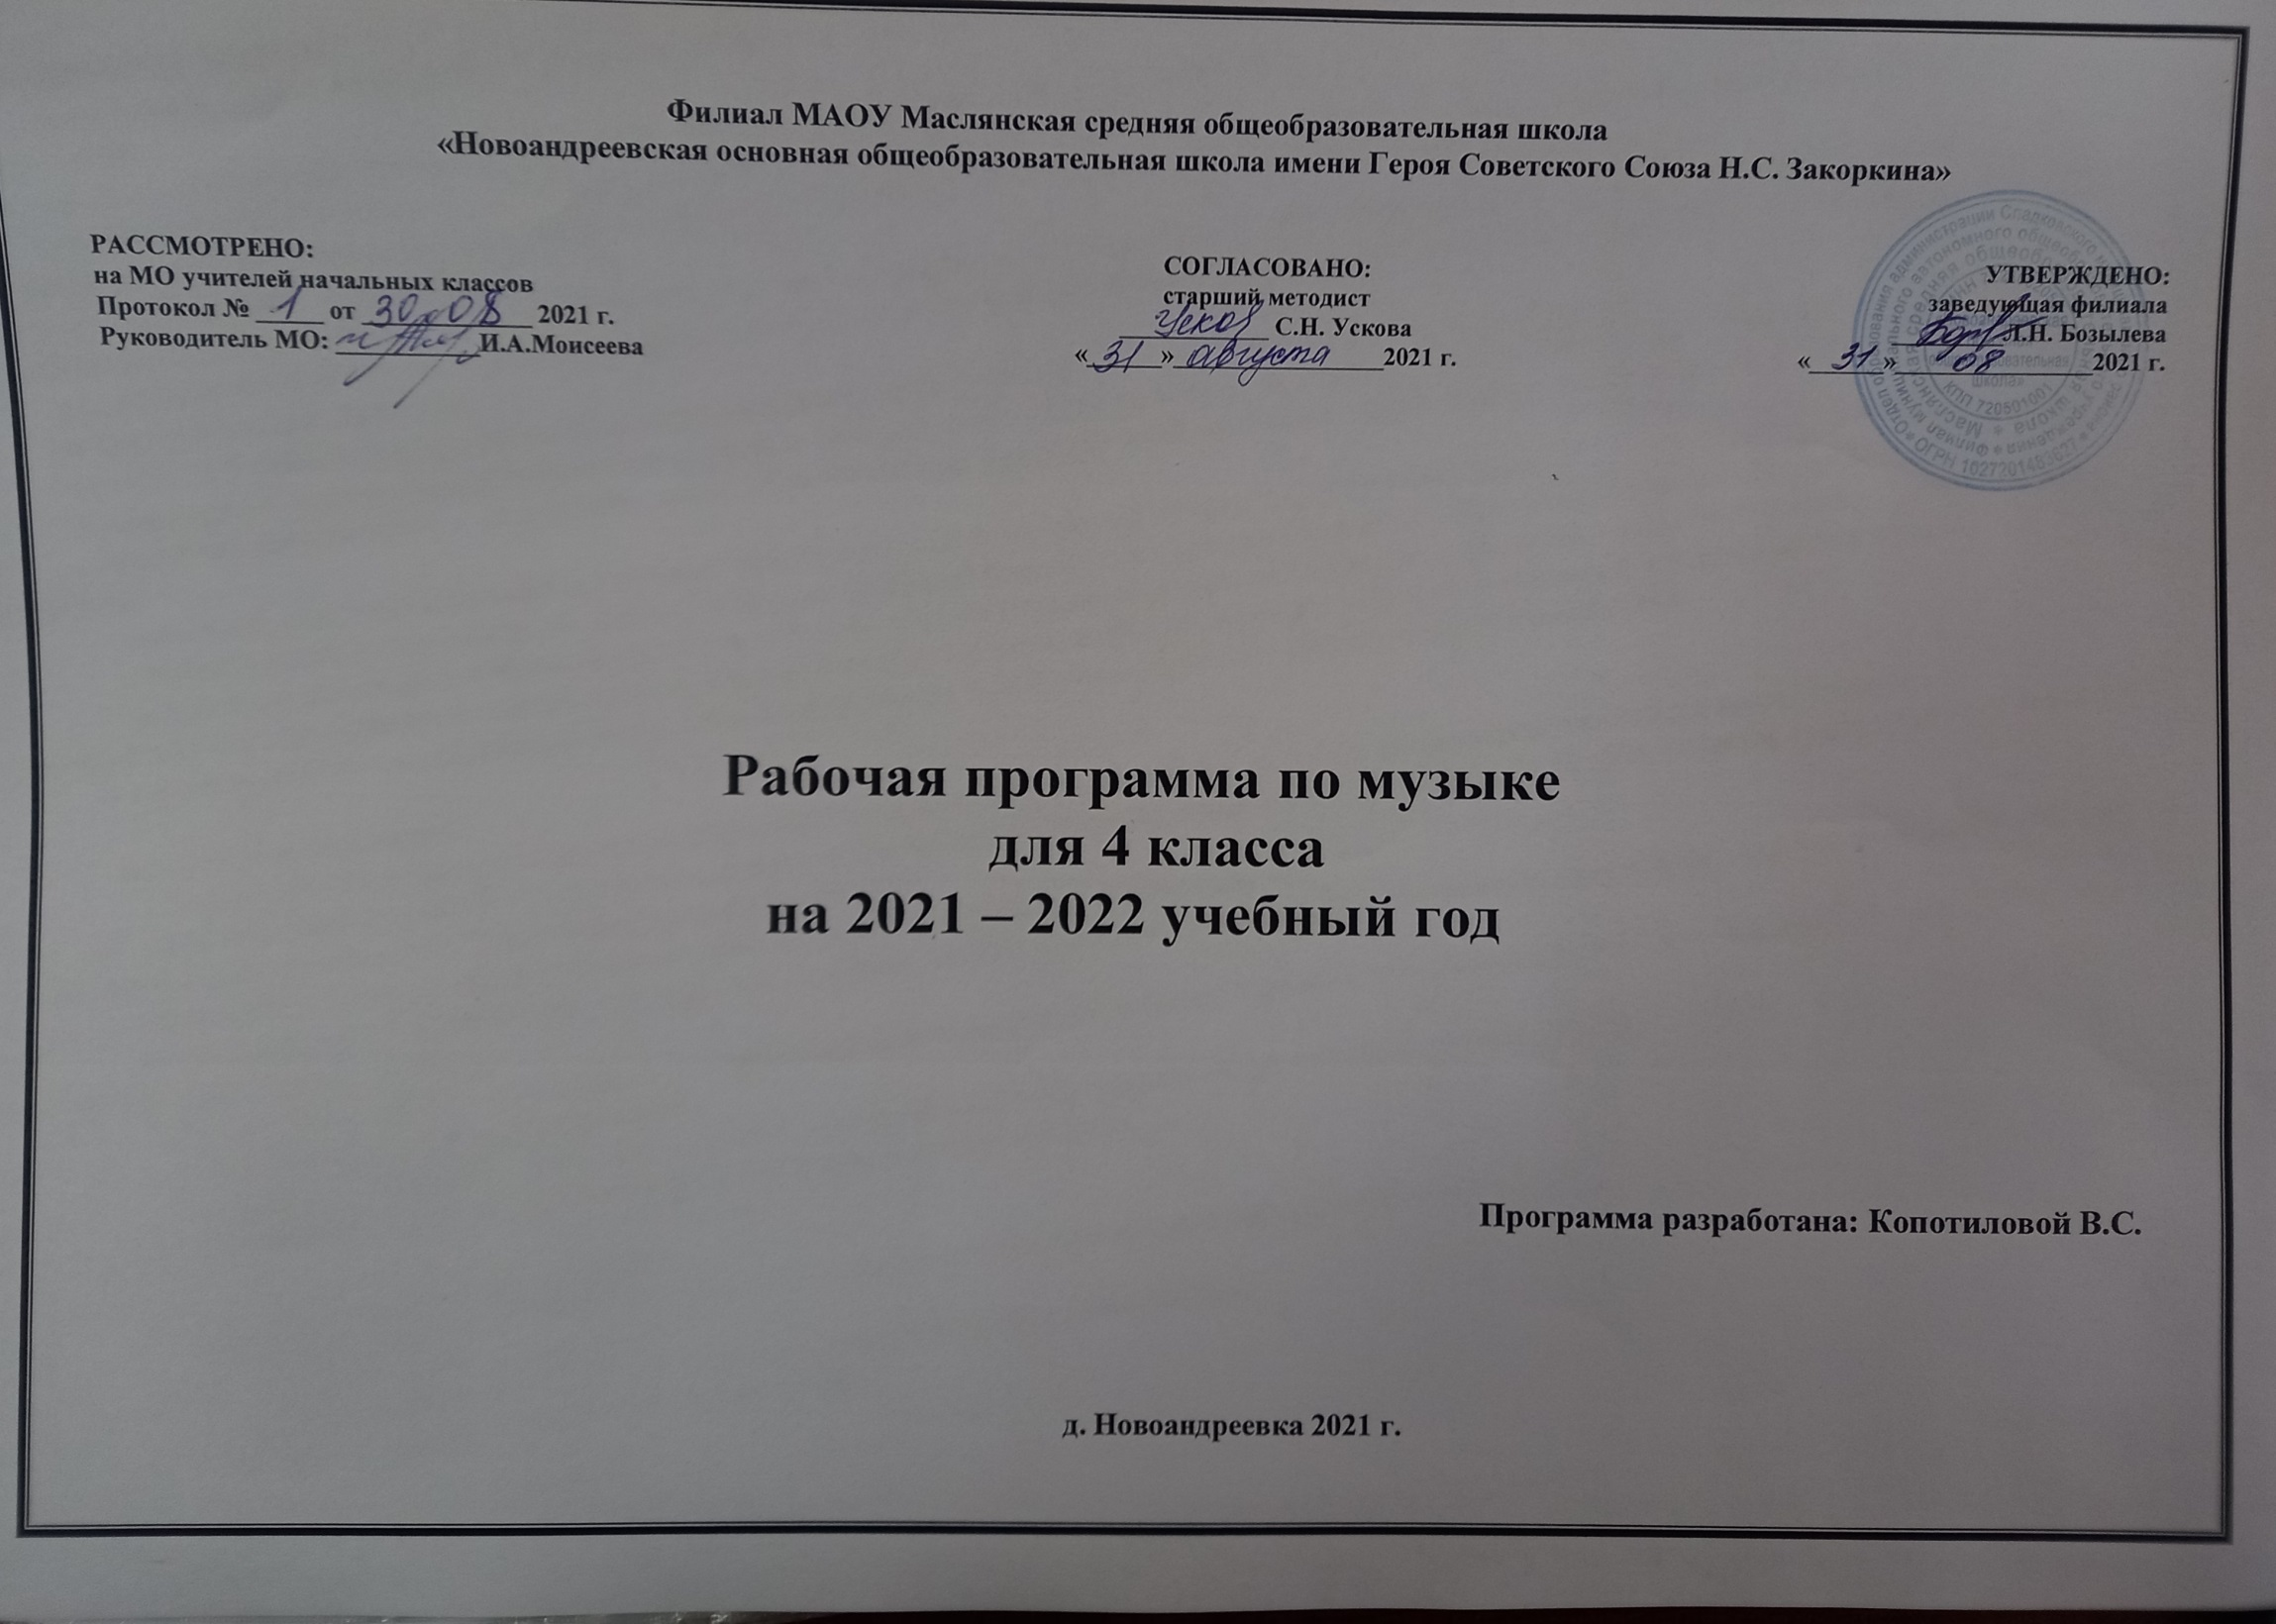 Филиал МАОУ Маслянская средняя общеобразовательная школа
«Новоандреевская основная общеобразовательная школа имени Героя Советского Союза Н.С. Закоркина»
РАССМОТРЕНО:
на МО учителей начальных классов
Протокол № 1 от 30.08 2021 г.
Руководитель МО: И.А.Моисеева
СОГЛАСОВАНО:
старший методист
С.Н. Ускова
«31» августа 2021 г.
УТВЕРЖДЕНО:
заведующая филиала
Л.Н. Бозылева
«31» 08 2021 г.
Рабочая программа по музыке
для 4 класса
на 2021 – 2022 учебный год
Программа разработана: Копотиловой В.С.
д. Новоандреевка 2021 г.